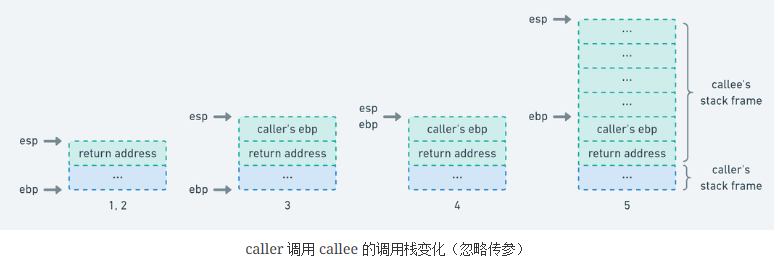 esp
return address
ebp
...
1, 2
esp
caller's ebp
return address
ebp
...
3
esp
ebp
caller's ebp
return address
...
4
esp
...
...
...
...
ebp
caller's ebp
return address
...
5
callee's
stack frame
caller's
stack frame
caller 调用 callee 的调用栈变化（忽略传参）